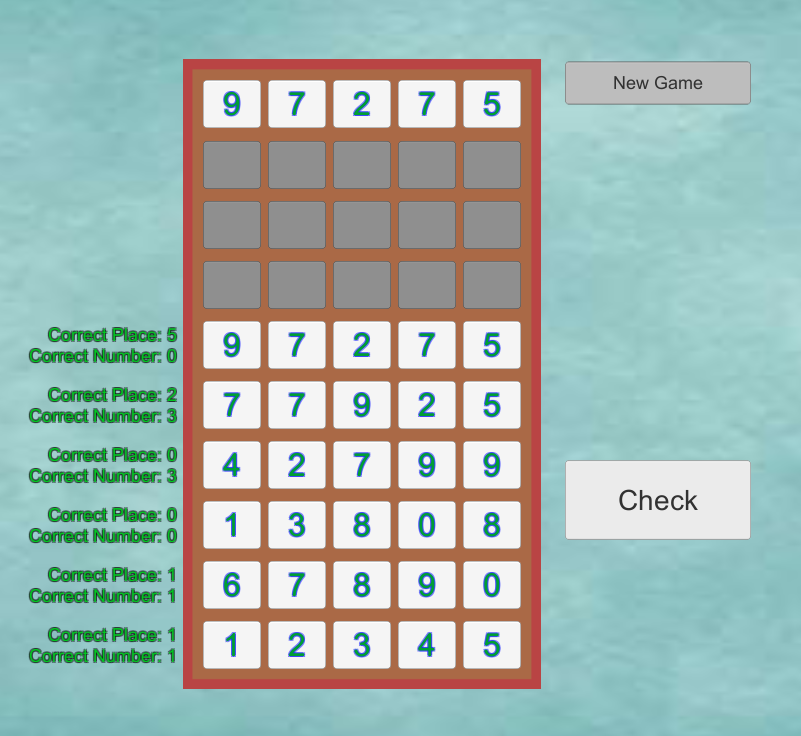 9 7 2 7 5
New Game
Correct Place: 5
Correct Number: 0
9 7 2 7 5
Correct Place: 2
Correct Number: 3
7 7 9 2 5
Correct Place: 0
Correct Number: 3
4 2 7 9 9
Correct Place: 0
Correct Number: 0
1 3 8 0 8
Check
Correct Place: 1
Correct Number: 1
6 7 8 9 0
Correct Place: 1
Correct Number: 1
1 2 3 4 5